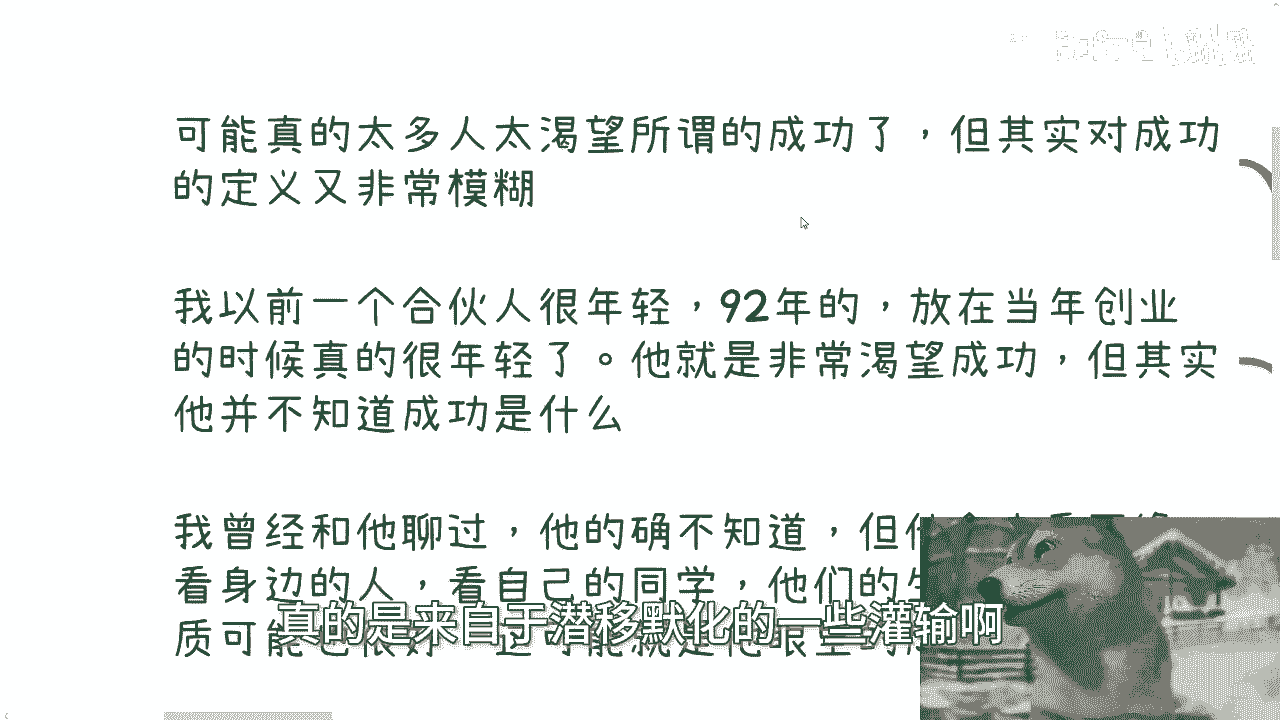 可能真的太多人太渴望所谓的成功了，但其实对成功
的定义又非常模糊
我以前一个合伙人很年轻，92年的，放在当年创业
的时候真的很年轻了。他就是非常渴望成功，但其实
他并不知道成功是什么
我曾经和他聊过，他的确不知道，但他
看身边的人，看自己的同学，他们的生
质可能也很好
真的是来自于潜移默化的一些灌输啊